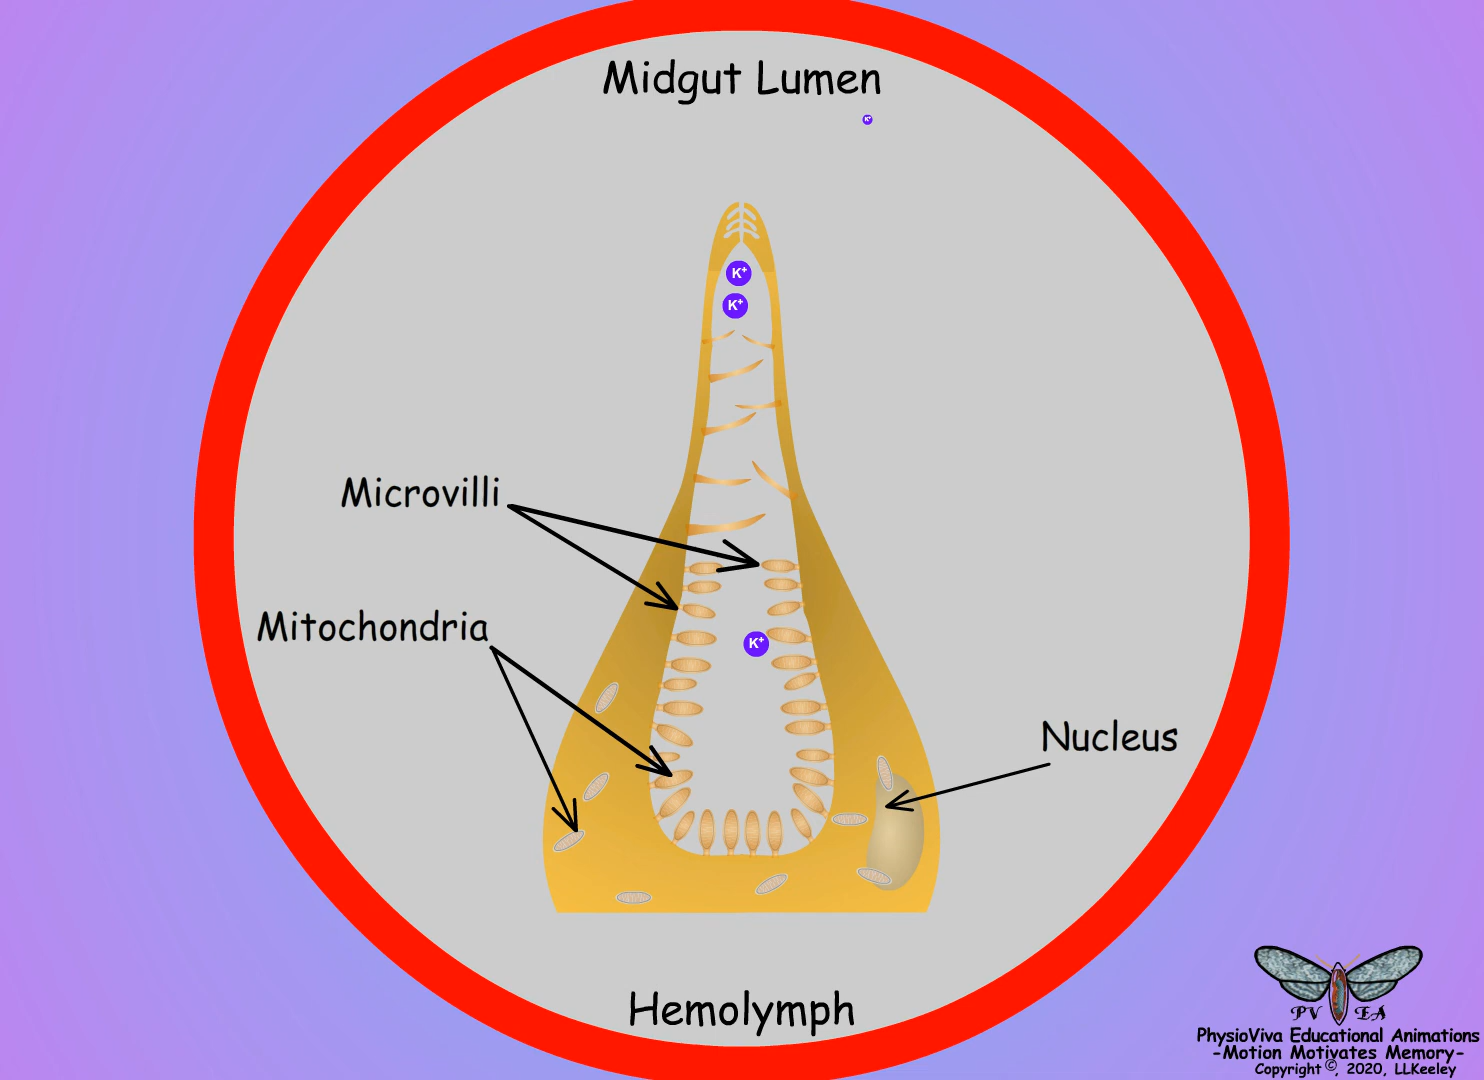 Midgut Lumen
K+
K+
K+
Microvilli
Mitochondria
K+
Nucleus
Hemolymph
PV EA
PhysioViva Educational Animations
-Motion Motivates Memory-
Copyright ©, 2020, LLKeeley